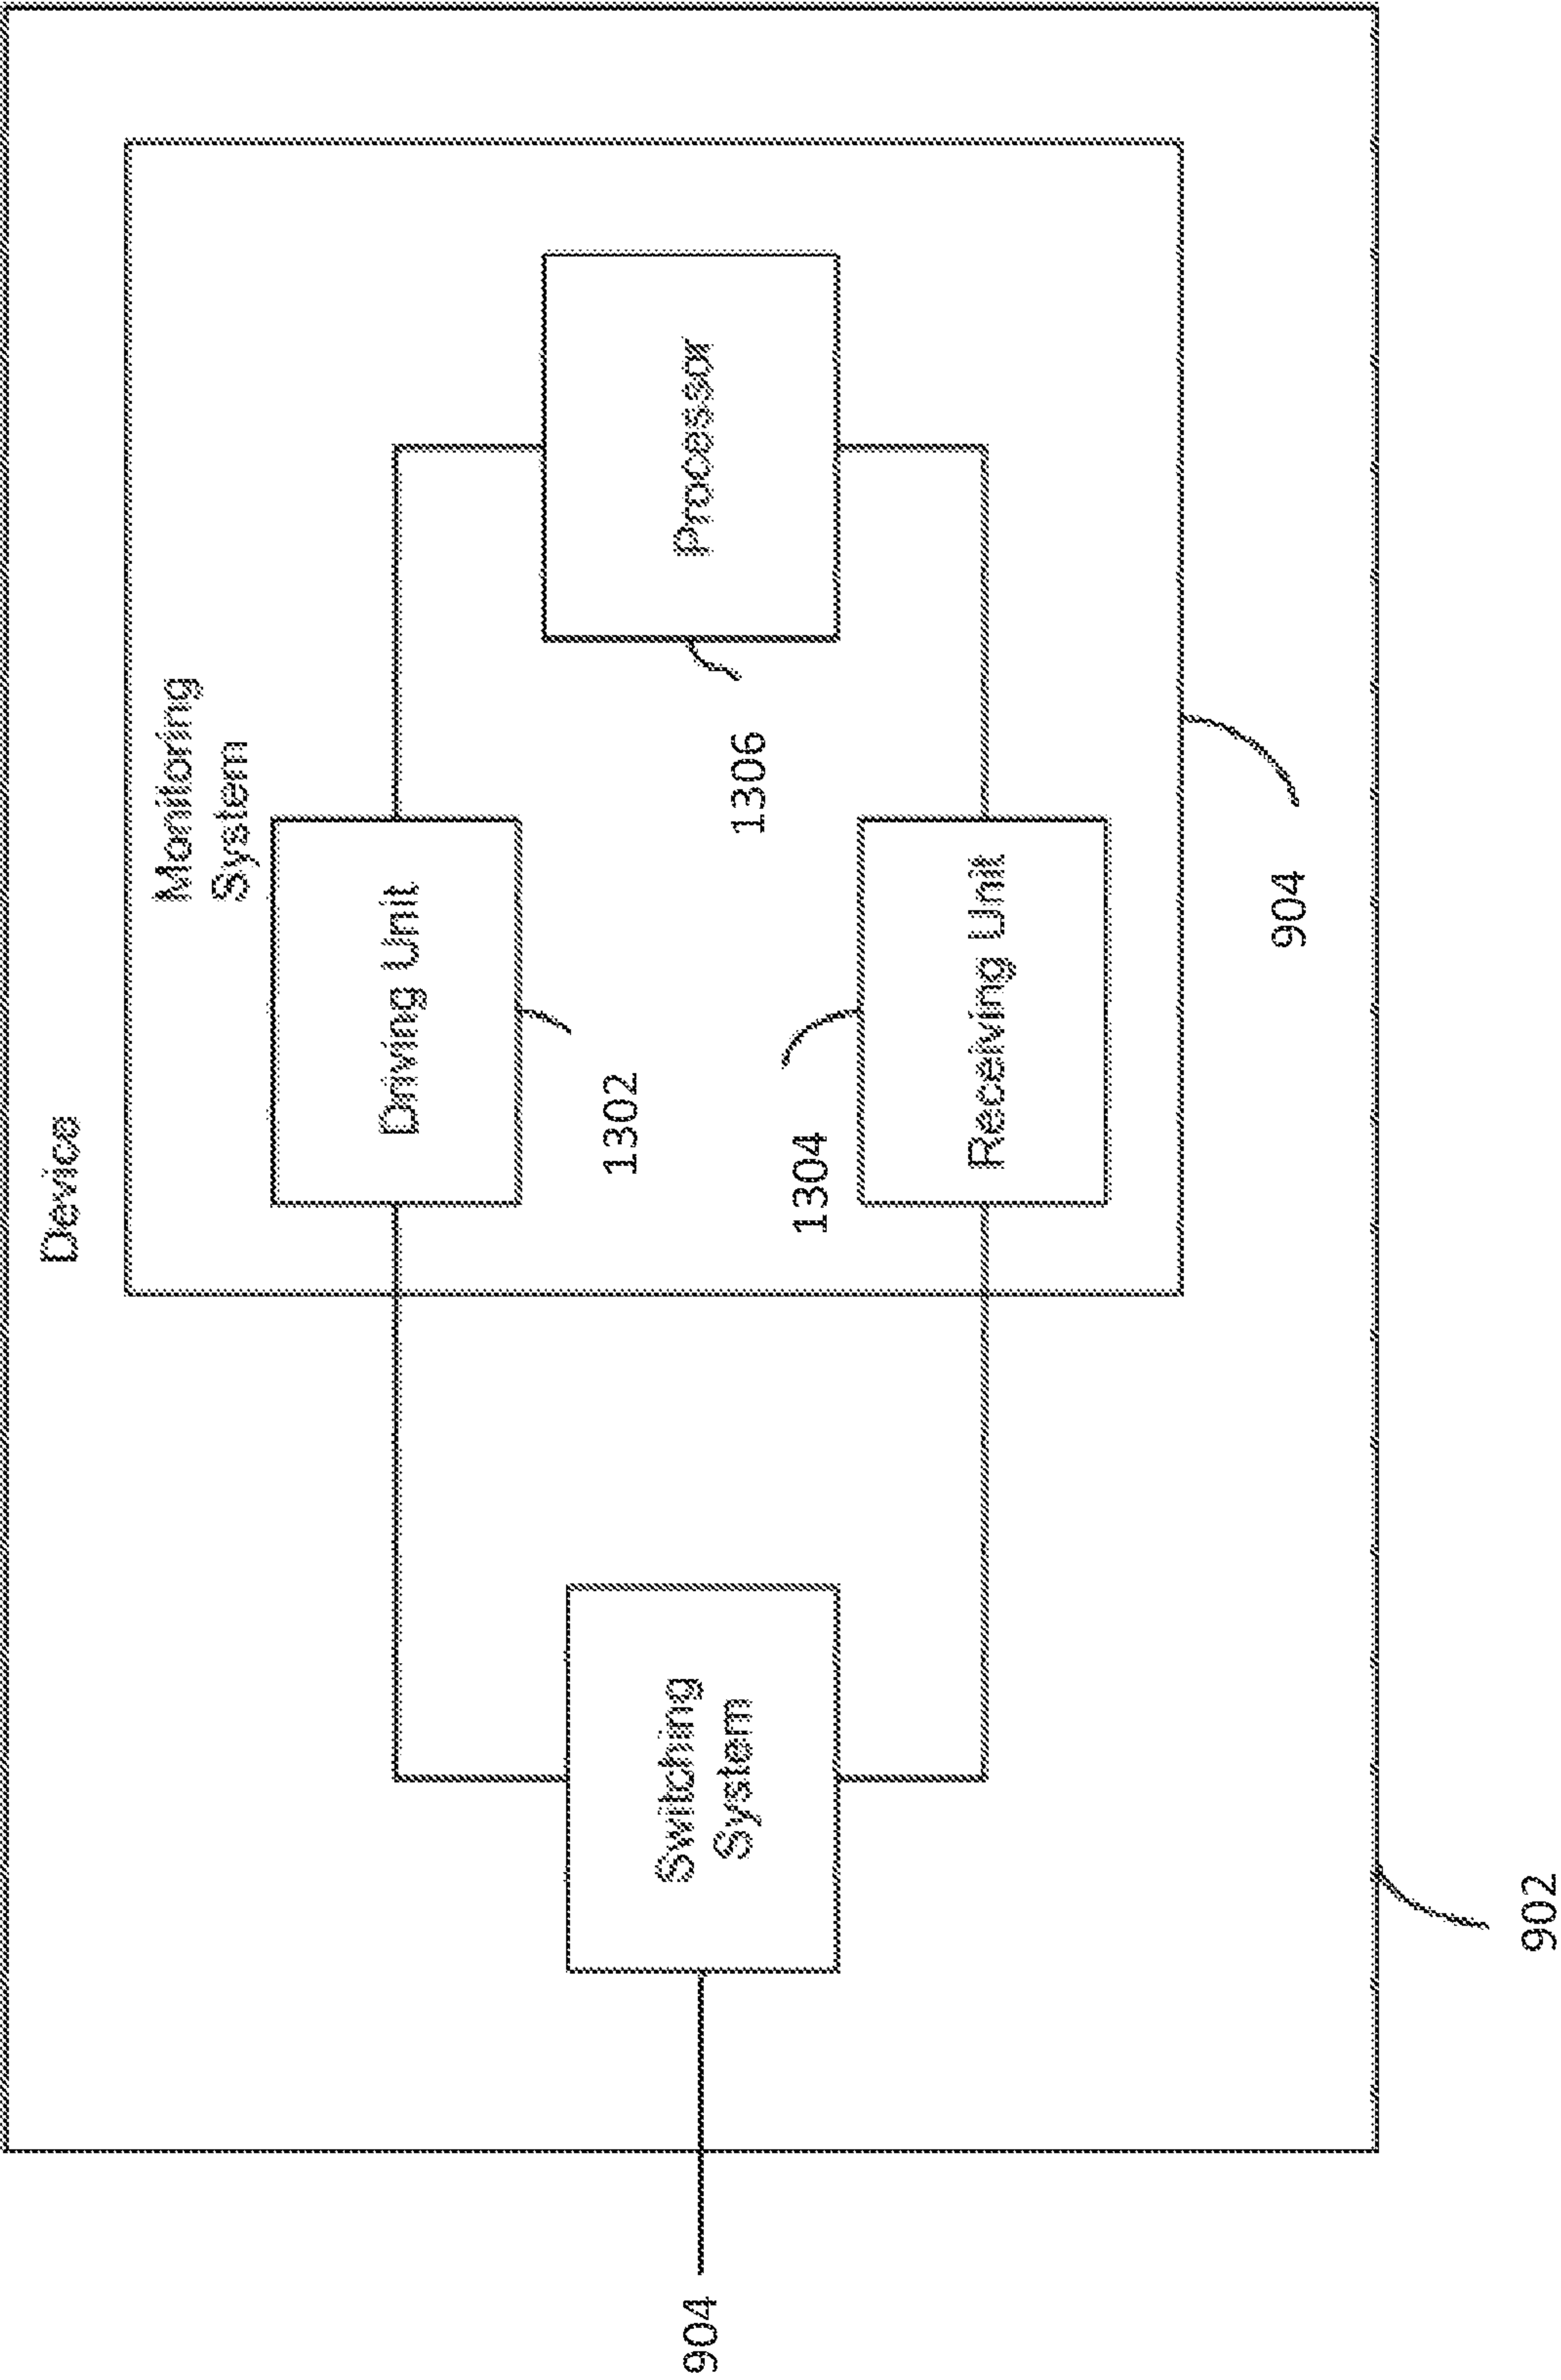 Device
Monitoring
System
Driving Unit
1302
Processor
1306
Switching
System
904
1304
Receiving Unit
904
902